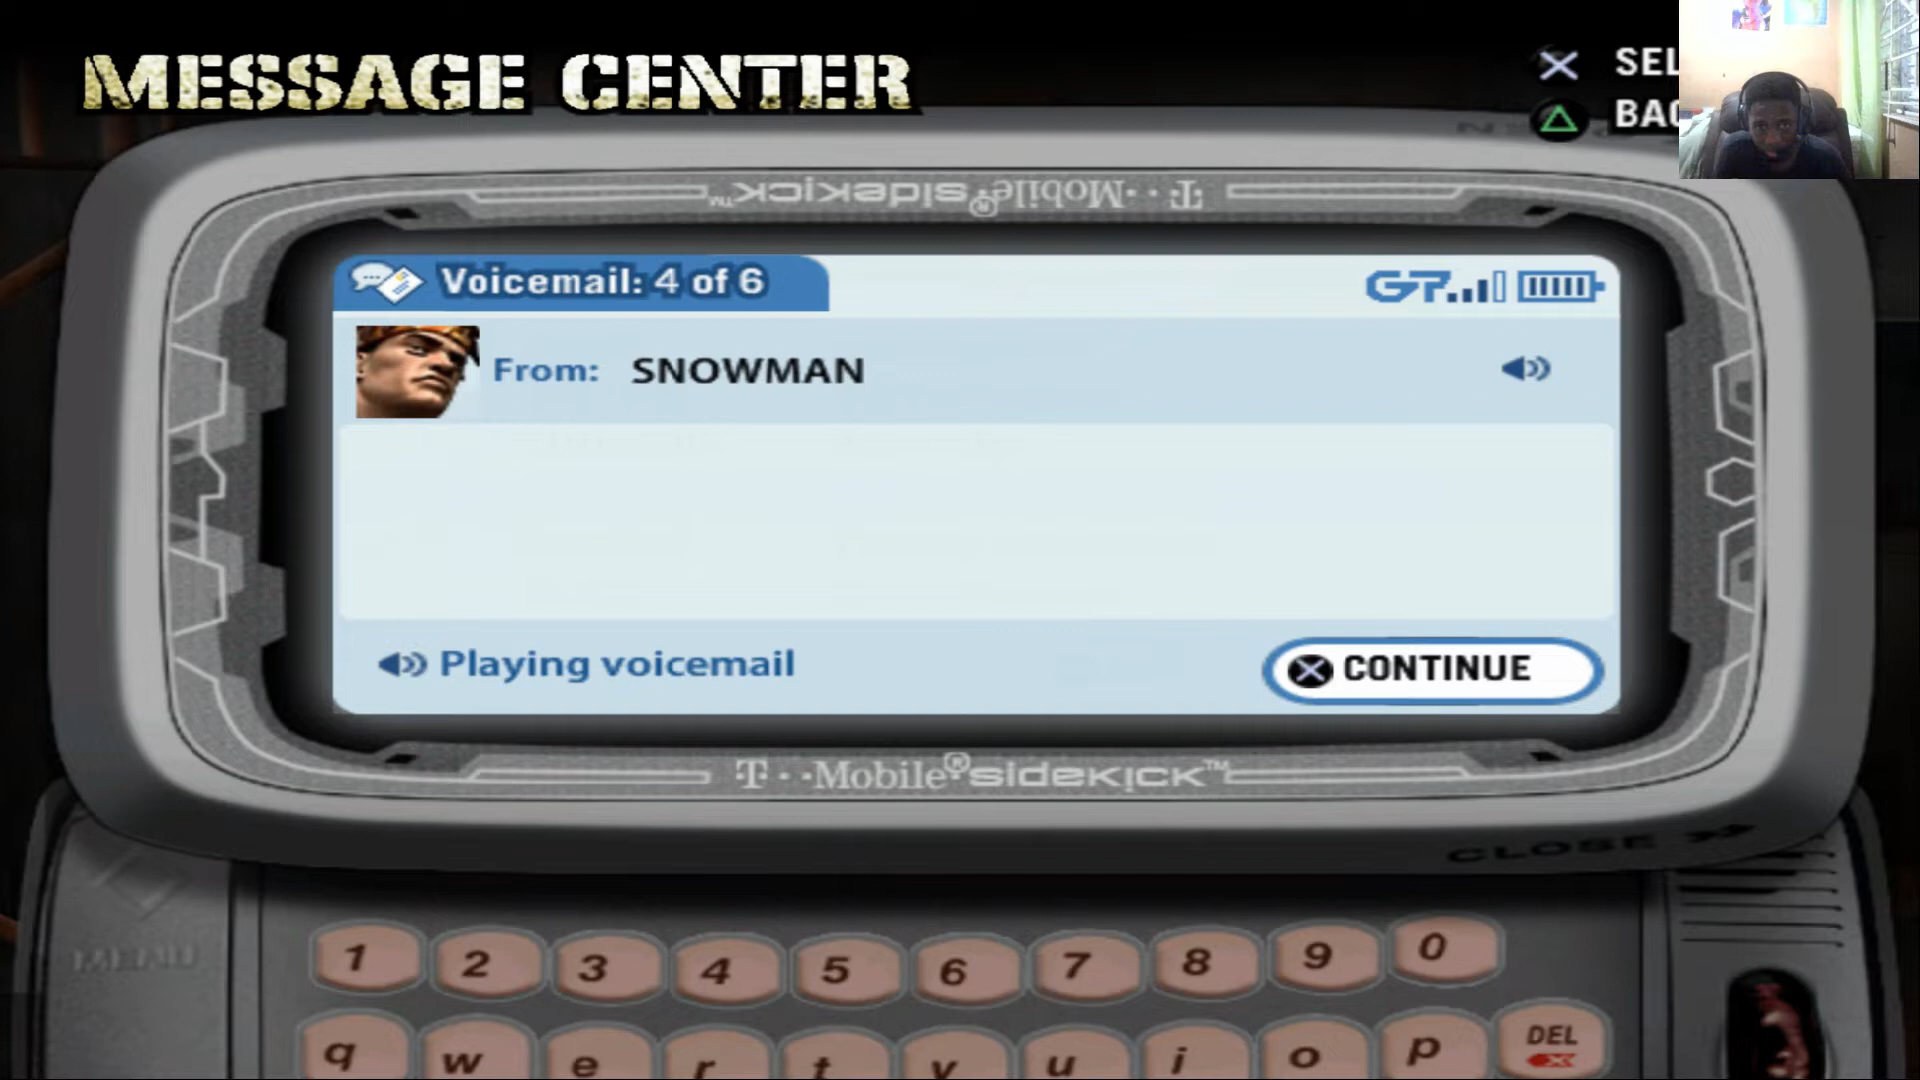 MESSAGE CENTER
SEL
BAC
T··Mobile® sidekick™
Voicemail: 4 of 6
From: SNOWMAN
Playing voicemail
CONTINUE
T··Mobile® sidekick™
CLOSE
MENU
1 2 3 4 5 6 7 8 9 0
q w e r t y u i o p DEL